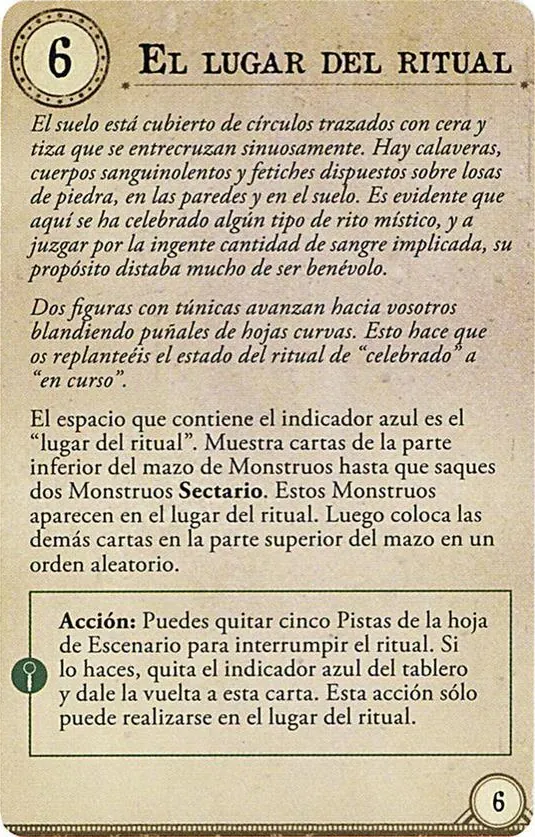 6
EL LUGAR DEL RITUAL
El suelo está cubierto de círculos trazados con cera y
tiza que se entrecruzan sinuosamente. Hay calaveras,
cuerpos sanguinolentos y fetiches dispuestos sobre losas
de piedra, en las paredes y en el suelo. Es evidente que
aquí se ha celebrado algún tipo de rito místico, y a
juzgar por la ingente cantidad de sangre implicada, su
propósito distaba mucho de ser benévolo.
Dos figuras con túnicas avanzan hacia vosotros
blandiendo puñales de hojas curvas. Esto hace que
os replanteéis el estado del ritual de “celebrado” a
“en curso”.
El espacio que contiene el indicador azul es el
“lugar del ritual”. Muestra cartas de la parte
inferior del mazo de Monstruos hasta que saques
dos Monstruos Sectario. Estos Monstruos
aparecen en el lugar del ritual. Luego coloca las
demás cartas en la parte superior del mazo en un
orden aleatorio.
Acción: Puedes quitar cinco Pistas de la hoja
de Escenario para interrumpir el ritual. Si
lo haces, quita el indicador azul del tablero
y dale la vuelta a esta carta. Esta acción sólo
puede realizarse en el lugar del ritual.
6